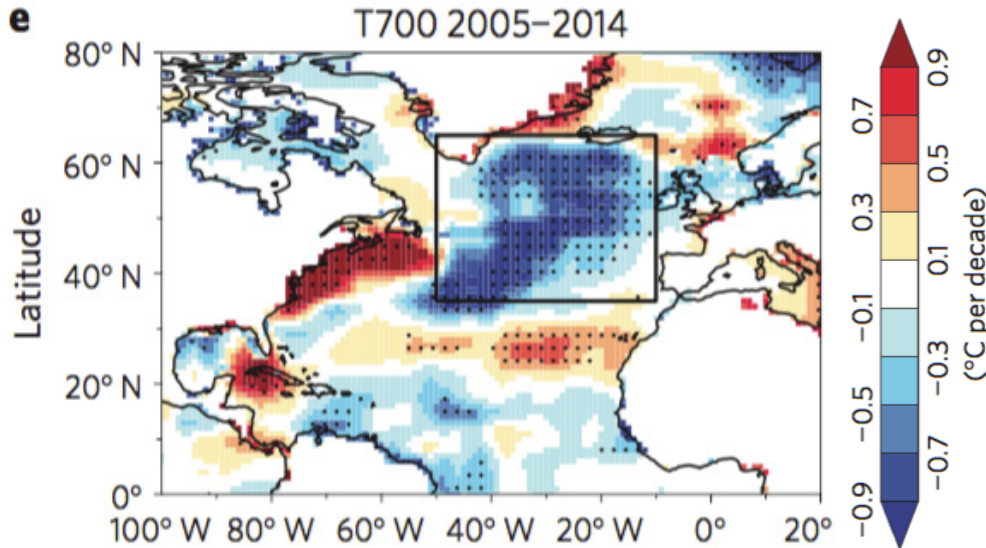 e
T700 2005–2014
80° N
60° N
40° N
20° N
0°
Latitude
100° W 80° W 60° W 40° W 20° W 0° 20°
0.9
0.7
0.5
0.3
0.1
−0.1
−0.3
−0.5
−0.7
−0.9
(°C per decade)